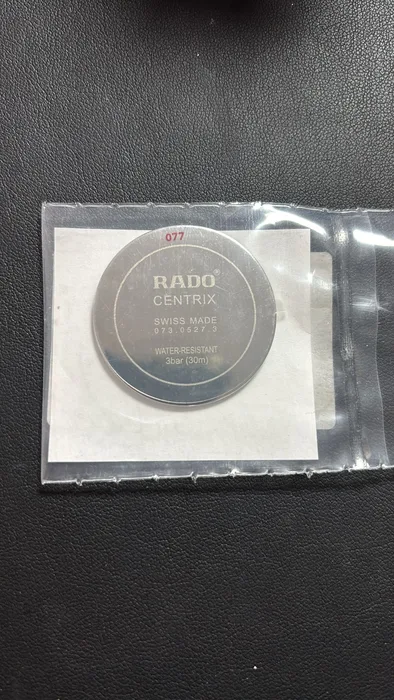 077
RADO®
CENTRIX
SWISS MADE
073.0527.3
WATER-RESISTANT
3bar (30m)